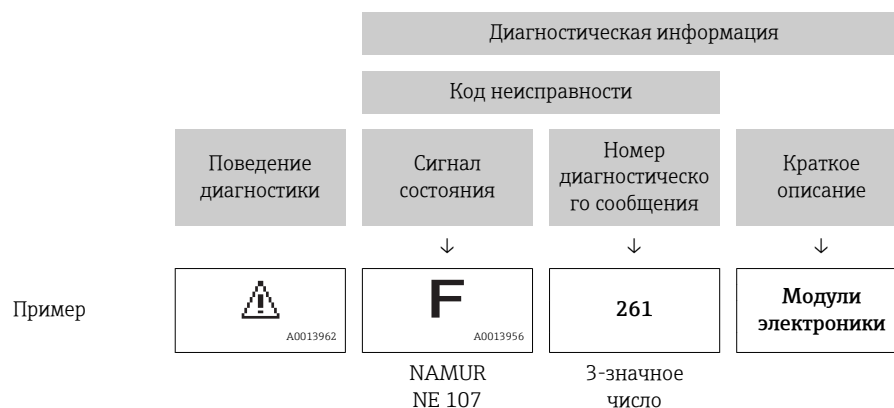 Диагностическая информация
Код неисправности
Поведение
диагностики
Сигнал
состояния
Номер
диагностическо
го сообщения
Краткое
описание
↓
↓
↓
Пример
A0013962
F
A0013956
261
Модули
электроники
NAMUR
NE 107
3-значное
число